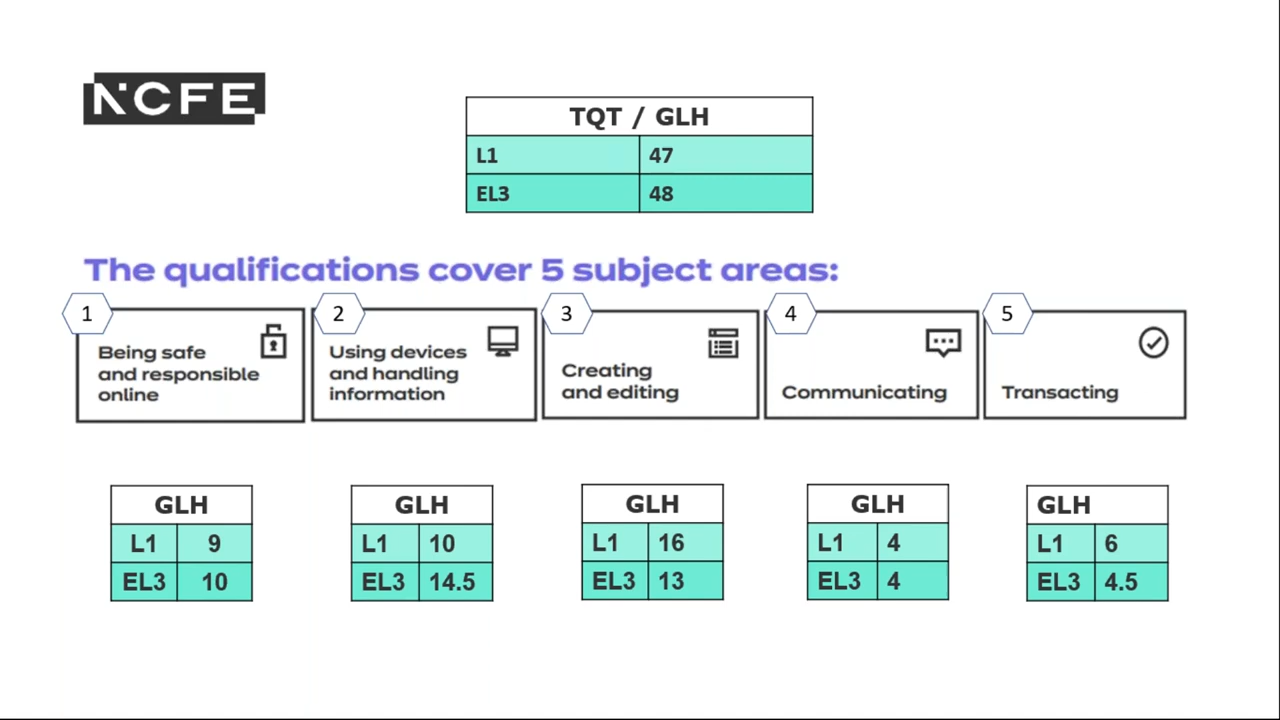 NCFE
TQT / GLH
L1 47
EL3 48
The qualifications cover 5 subject areas:
1
Being safe
and responsible
online
2
Using devices
and handling
information
3
Creating
and editing
4
Communicating
5
Transacting
GLH
L1 9
EL3 10
GLH
L1 10
EL3 14.5
GLH
L1 16
EL3 13
GLH
L1 4
EL3 4
GLH
L1 6
EL3 4.5